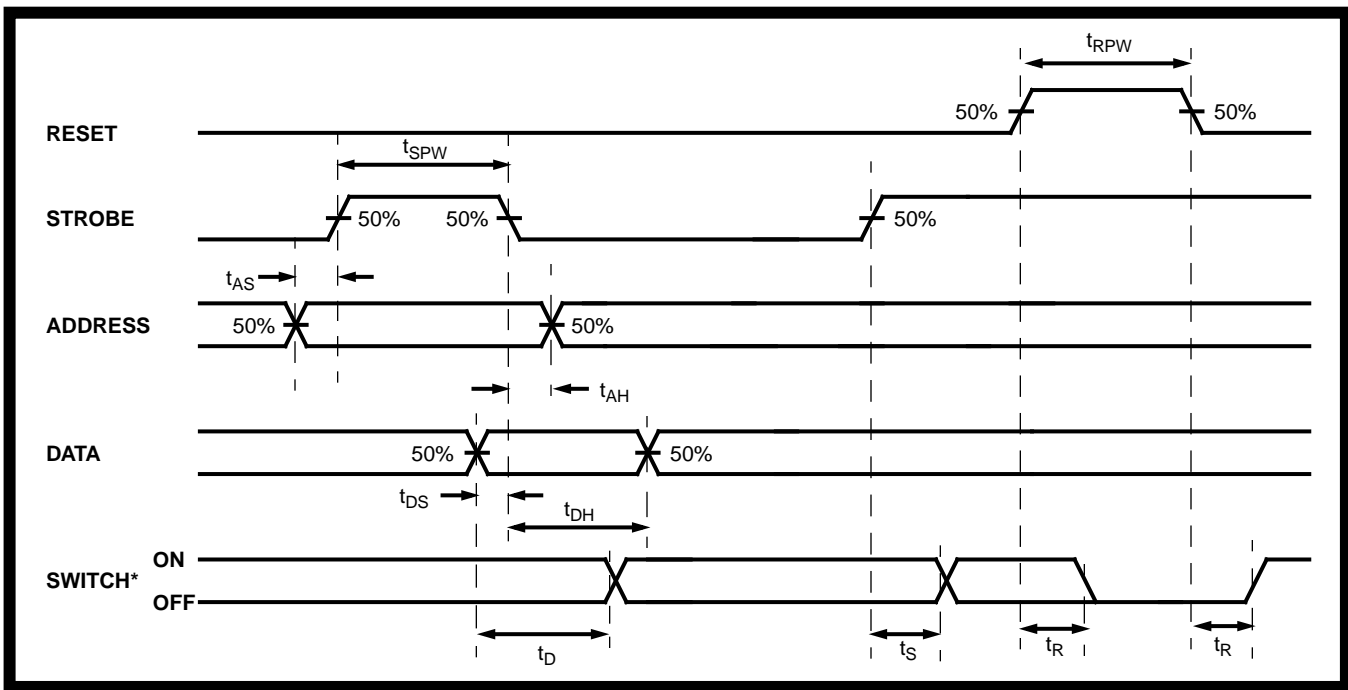 tRPW
50% 50%
RESET
tSPW
STROBE 50% 50% 50%
tAS
ADDRESS 50% 50%
tAH
DATA 50% 50%
tDS
tDH
ON
SWITCH*
OFF
tD tS tR tR